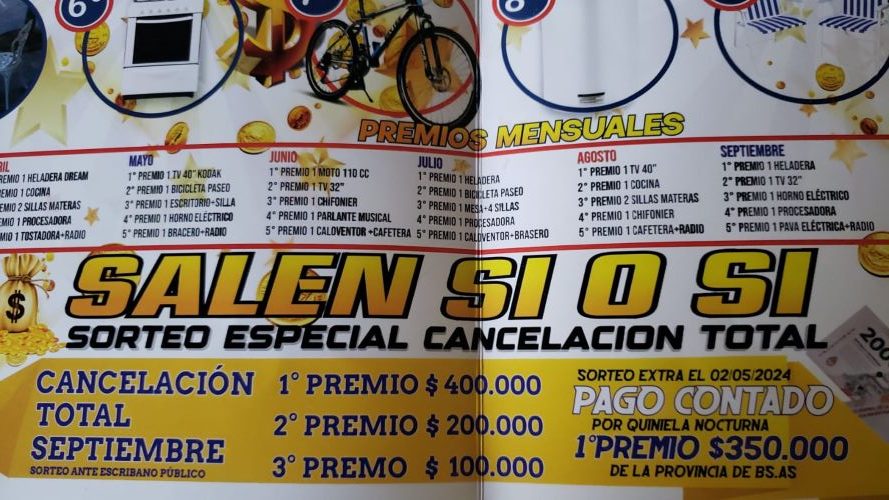 6°
7°
8°
PREMIOS MENSUALES
RIL
REMIO 1 HELADERA DREAM
REMIO 1 COCINA
REMIO 2 SILLAS MATERAS
EMIO 1 PROCESADORA
MIO 1 TOSTADORA+RADIO
MAYO
1° PREMIO 1 TV 40" KODAK
2° PREMIO 1 BICICLETA PASEO
3° PREMIO 1 ESCRITORIO+SILLA
4° PREMIO 1 HORNO ELÉCTRICO
5° PREMIO 1 BRACERO+RADIO
JUNIO
1° PREMIO 1 MOTO 110 CC
2° PREMIO 1 TV 32"
3° PREMIO 1 CHIFONIER
4° PREMIO 1 PARLANTE MUSICAL
5° PREMIO 1 CALOVENTOR +CAFETERA
JULIO
1° PREMIO 1 HELADERA
2° PREMIO 1 BICICLETA PASEO
3° PREMIO 1 MESA+4 SILLAS
4° PREMIO 1 PROCESADORA
5° PREMIO 1 CALOVENTOR+BRASERO
AGOSTO
1° PREMIO 1 TV 40"
2° PREMIO 1 COCINA
3° PREMIO 2 SILLAS MATERAS
4° PREMIO 1 CHIFONIER
5° PREMIO 1 CAFETERA+RADIO
SEPTIEMBRE
1° PREMIO 1 HELADERA
2° PREMIO 1 TV 32"
3° PREMIO 1 HORNO ELÉCTRICO
4° PREMIO 1 PROCESADORA
5° PREMIO 1 PAVA ELÉCTRICA+RADIO
$
SALEN SI O SI
SORTEO ESPECIAL CANCELACION TOTAL
CANCELACIÓN
TOTAL
SEPTIEMBRE
SORTEO ANTE ESCRIBANO PÚBLICO
1° PREMIO $ 400.000
2° PREMIO $ 200.000
3° PREMO $ 100.000
SORTEO EXTRA EL 02/05/2024
PAGO CONTADO
POR QUINIELA NOCTURNA
1°PREMIO $350.000
DE LA PROVINCIA DE BS.AS